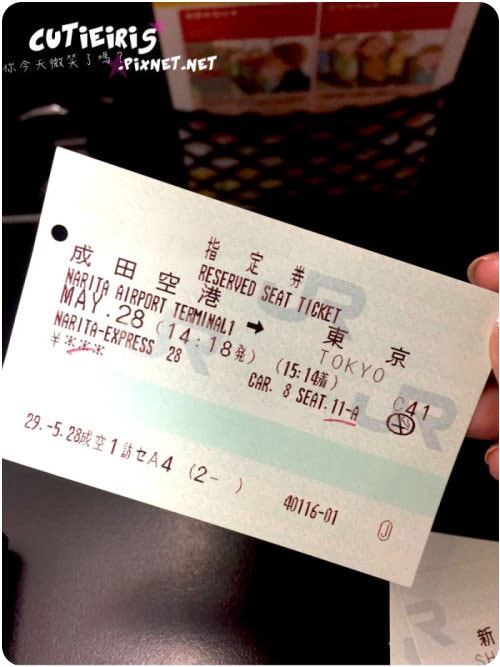 CUTIEIRIS
你今天微笑了嗎?
.PIXNET.NET
指定券
RESERVED SEAT TICKET
成田空港 → 東京
NARITA AIRPORT TERMINAL1 TOKYO
MAY.28 (14:18発) (15:14着) C41
NARITA-EXPRESS 28 CAR. 8 SEAT.11-A
¥***
29.-5.28成空1訪セA4 (2- ) 40116-01 Ⓙ
JR
JR
新